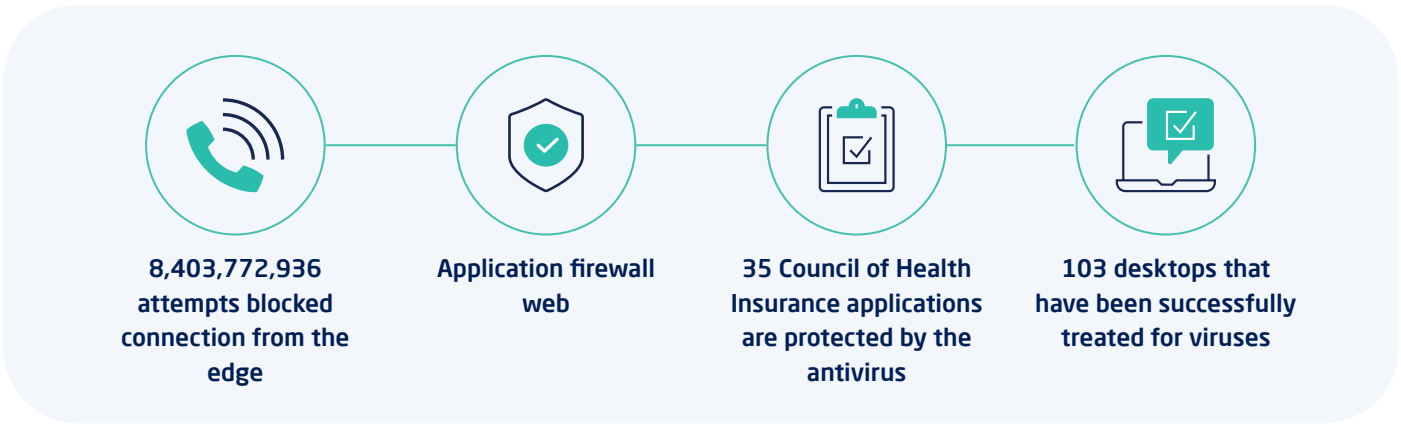 8,403,772,936
attempts blocked
connection from the
edge
Application firewall
web
35 Council of Health
Insurance applications
are protected by the
antivirus
103 desktops that
have been successfully
treated for viruses